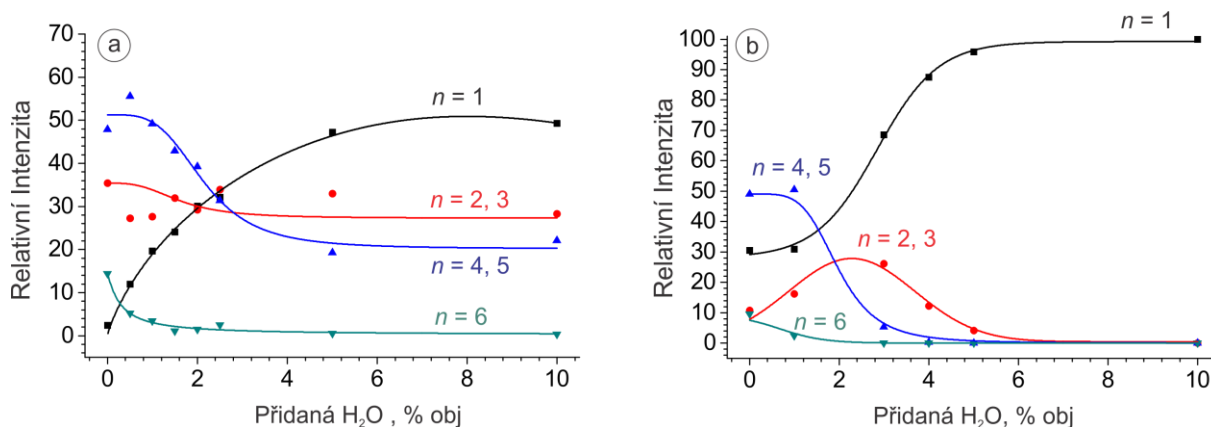 a
70
60
50
40
30
20
10
0
Relativní Intenzita
n = 1
n = 2, 3
n = 4, 5
n = 6
0 2 4 6 8 10
Přidaná H₂O , % obj
b
100
90
80
70
60
50
40
30
20
10
0
Relativní Intenzita
n = 1
n = 4, 5
n = 2, 3
n = 6
0 2 4 6 8 10
Přidaná H₂O , % obj